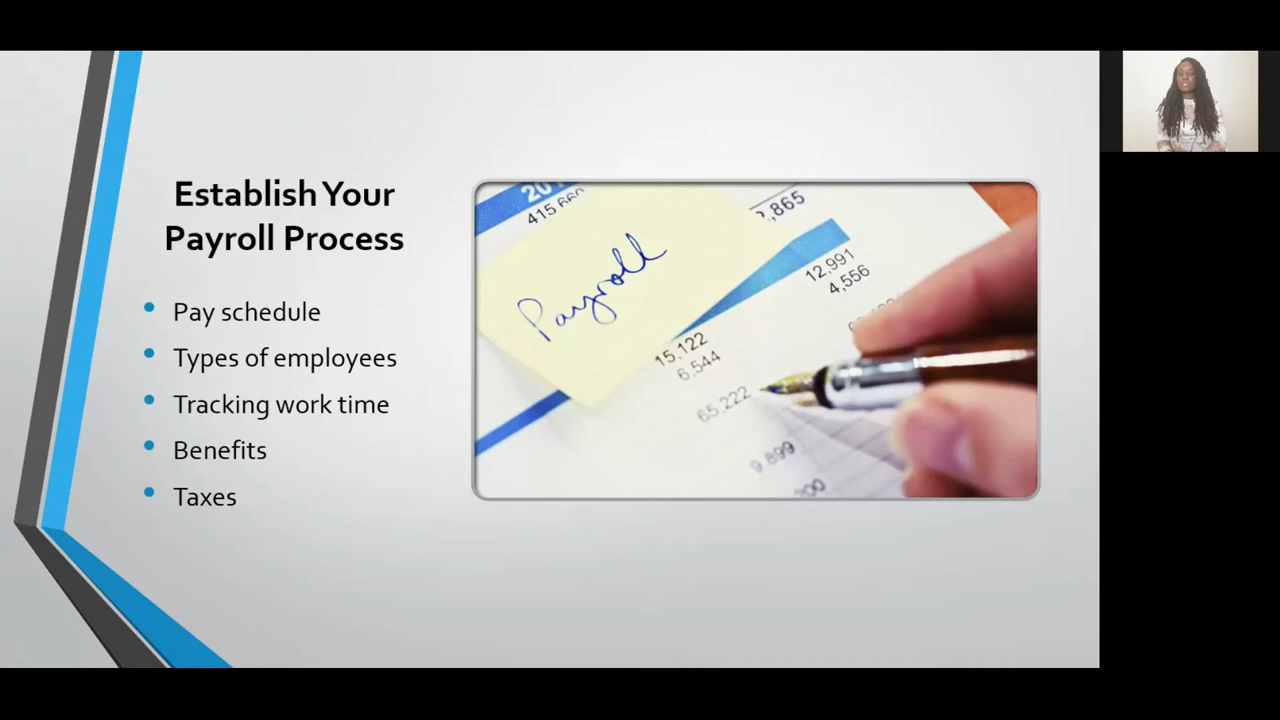 Establish Your
Payroll Process
Pay schedule
Types of employees
Tracking work time
Benefits
Taxes
415,660
,865
Payroll
12,991
4,556
15,122
6,544
65,222
9,899